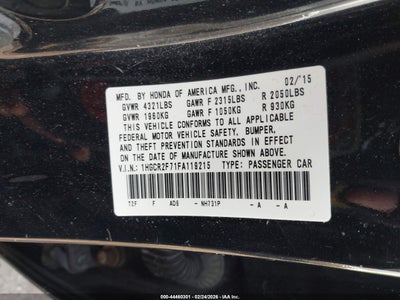 MFD. BY HONDA OF AMERICA MFG., INC. 02/15
GVWR 4321LBS GAWR F 2315LBS R 2050LBS
GVWR 1960KG GAWR F 1050KG R 930KG
THIS VEHICLE CONFORMS TO ALL APPLICABLE
FEDERAL MOTOR VEHICLE SAFETY, BUMPER,
AND THEFT PREVENTION STANDARDS IN EFFECT
ON THE DATE OF MANUFACTURE SHOWN ABOVE.
V.I.N.: 1HGCR2F71FA118215 TYPE: PASSENGER CAR
T2F F AD9 - NH731P - A - A
000-44460301 - 02/24/2026 - IAA Inc.